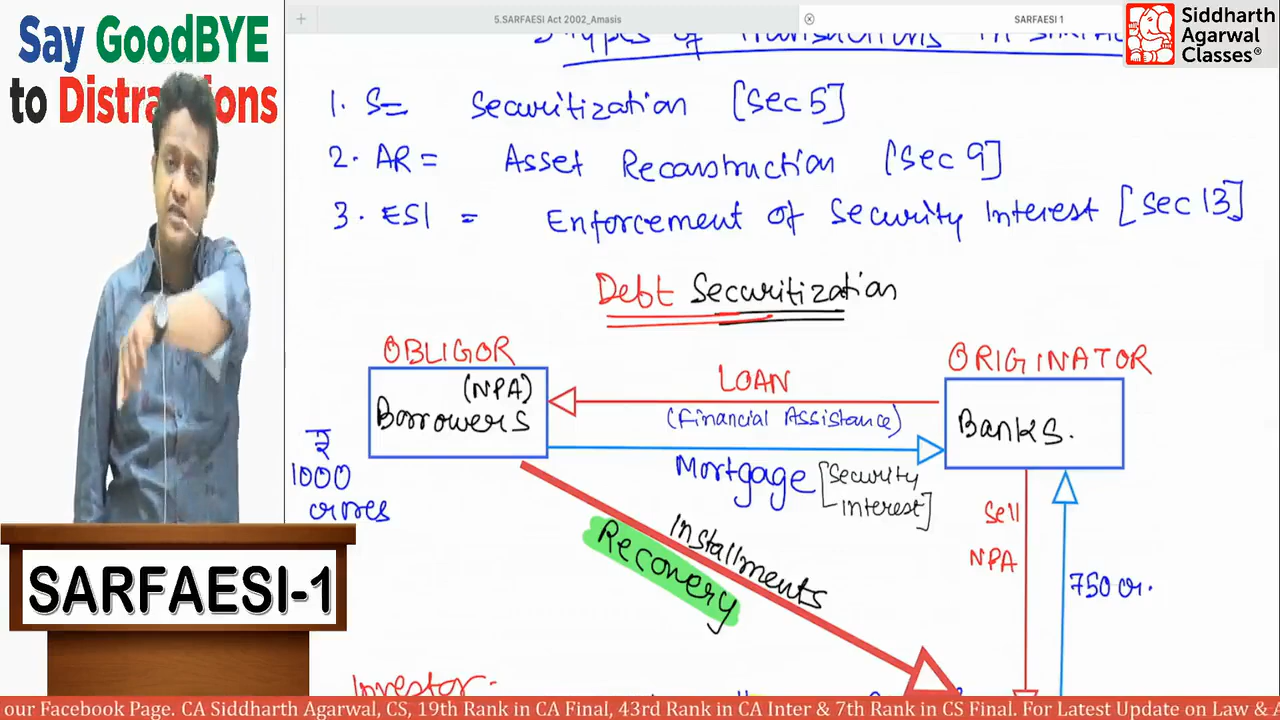 Say GoodBYE
to Distra ions
5.SARFAESI Act 2002_Amasis
SARFAESI 1
Siddharth
Agarwal
Classes®
1. S= Securitization [Sec 5]
2. AR= Asset Reconstruction [Sec 9]
3. ESI = Enforcement of Security Interest [Sec 13]
Debt Securitization
OBLIGOR
ORIGINATOR
(NPA)
Borrowers
LOAN
(Financial Assistance)
Banks.
₹
1000
crores
Mortgage [Security
Interest]
Installments
Recovery
Sell
NPA
750 cr.
SARFAESI-1
Investor
our Facebook Page. CA Siddharth Agarwal, CS, 19th Rank in CA Final, 43rd Rank in CA Inter & 7th Rank in CS Final. For Latest Update on Law &